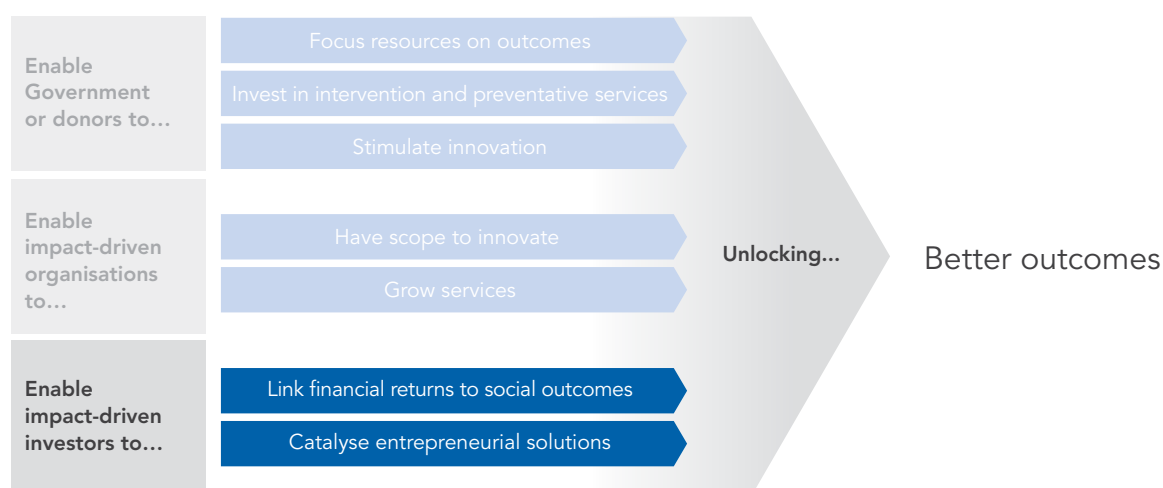 Enable
Government
or donors to…
Focus resources on outcomes
Invest in intervention and preventative services
Stimulate innovation
Enable
impact-driven
organisations
to…
Have scope to innovate
Grow services
Enable
impact-driven
investors to…
Link financial returns to social outcomes
Catalyse entrepreneurial solutions
Unlocking...
Better outcomes